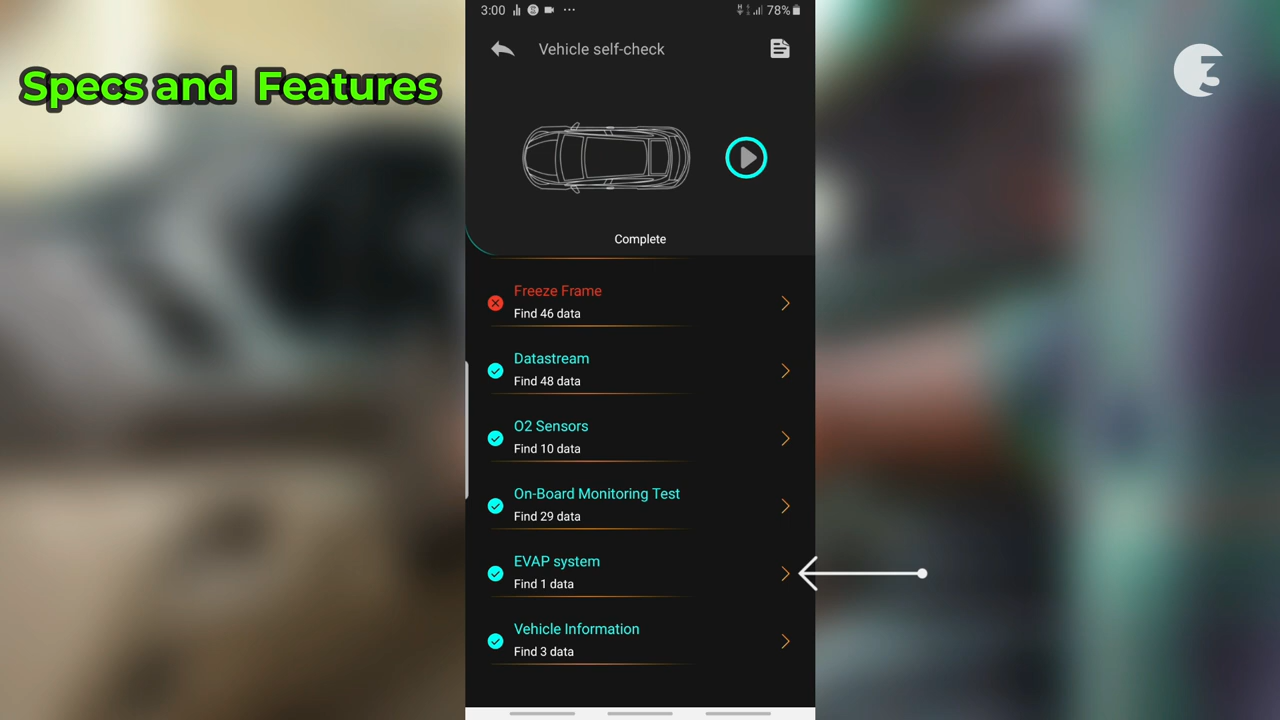 3:00
78%
Specs and Features
Vehicle self-check
Complete
Freeze Frame
Find 46 data
Datastream
Find 48 data
O2 Sensors
Find 10 data
On-Board Monitoring Test
Find 29 data
EVAP system
Find 1 data
Vehicle Information
Find 3 data